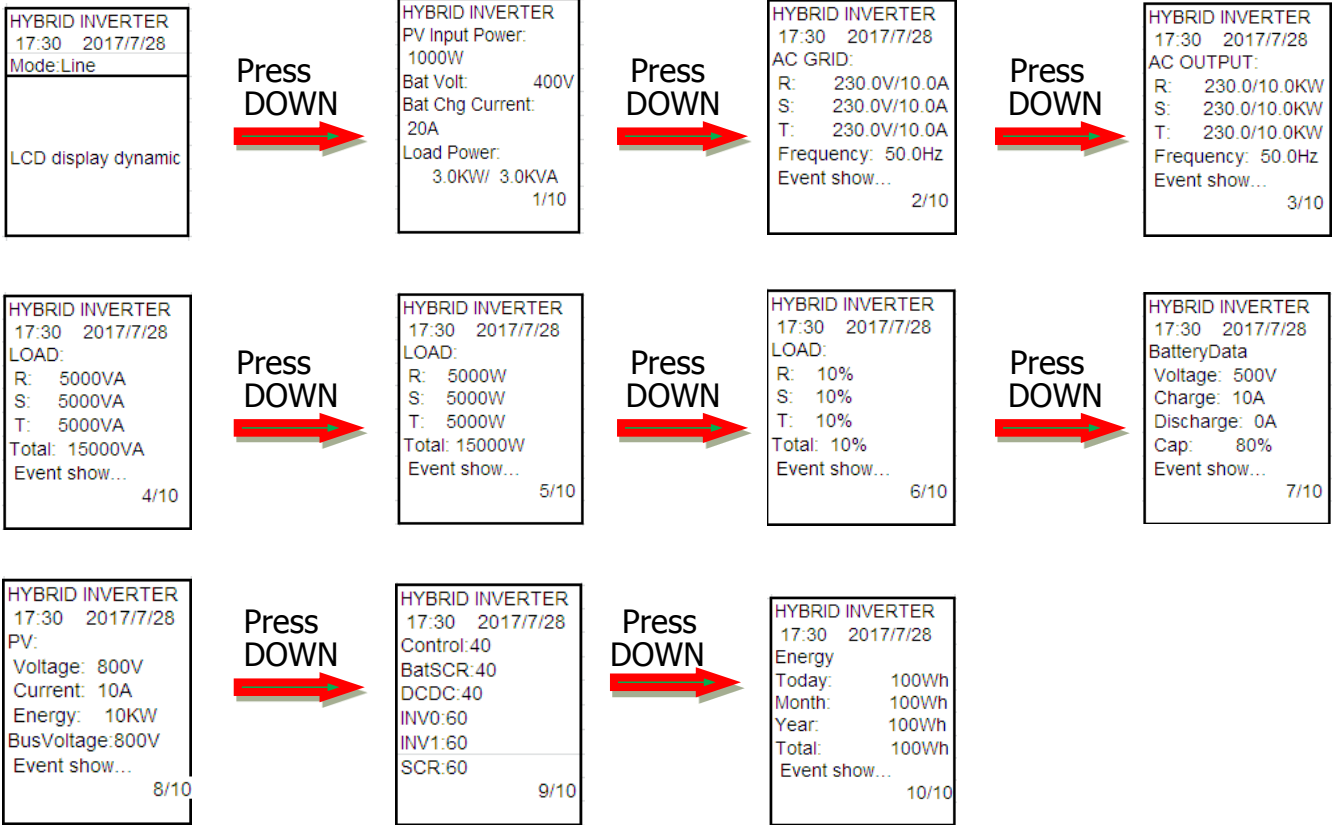 HYBRID INVERTER
17:30 2017/7/28
Mode:Line
LCD display dynamic
Press
DOWN
HYBRID INVERTER
PV Input Power:
1000W
Bat Volt: 400V
Bat Chg Current:
20A
Load Power:
3.0KW/ 3.0KVA
1/10
Press
DOWN
HYBRID INVERTER
17:30 2017/7/28
AC GRID:
R: 230.0V/10.0A
S: 230.0V/10.0A
T: 230.0V/10.0A
Frequency: 50.0Hz
Event show...
2/10
Press
DOWN
HYBRID INVERTER
17:30 2017/7/28
AC OUTPUT:
R: 230.0/10.0KW
S: 230.0/10.0KW
T: 230.0/10.0KW
Frequency: 50.0Hz
Event show...
3/10
HYBRID INVERTER
17:30 2017/7/28
LOAD:
R: 5000VA
S: 5000VA
T: 5000VA
Total: 15000VA
Event show...
4/10
Press
DOWN
HYBRID INVERTER
17:30 2017/7/28
LOAD:
R: 5000W
S: 5000W
T: 5000W
Total: 15000W
Event show...
5/10
Press
DOWN
HYBRID INVERTER
17:30 2017/7/28
LOAD:
R: 10%
S: 10%
T: 10%
Total: 10%
Event show...
6/10
Press
DOWN
HYBRID INVERTER
17:30 2017/7/28
BatteryData
Voltage: 500V
Charge: 10A
Discharge: 0A
Cap: 80%
Event show...
7/10
HYBRID INVERTER
17:30 2017/7/28
PV:
Voltage: 800V
Current: 10A
Energy: 10KW
BusVoltage:800V
Event show...
8/10
Press
DOWN
HYBRID INVERTER
17:30 2017/7/28
Control:40
BatSCR:40
DCDC:40
INV0:60
INV1:60
SCR:60
9/10
Press
DOWN
HYBRID INVERTER
17:30 2017/7/28
Energy
Today: 100Wh
Month: 100Wh
Year: 100Wh
Total: 100Wh
Event show...
10/10